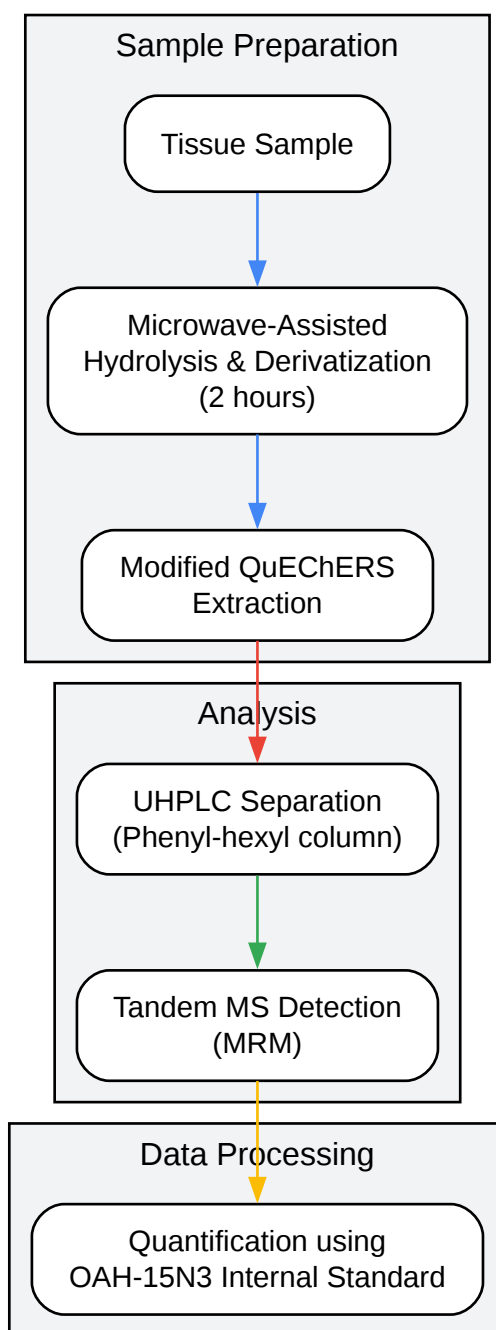 Sample Preparation
Tissue Sample
Microwave-Assisted
Hydrolysis & Derivatization
(2 hours)
Modified QuEChERS
Extraction
Analysis
UHPLC Separation
(Phenyl-hexyl column)
Tandem MS Detection
(MRM)
Data Processing
Quantification using
OAH-15N3 Internal Standard